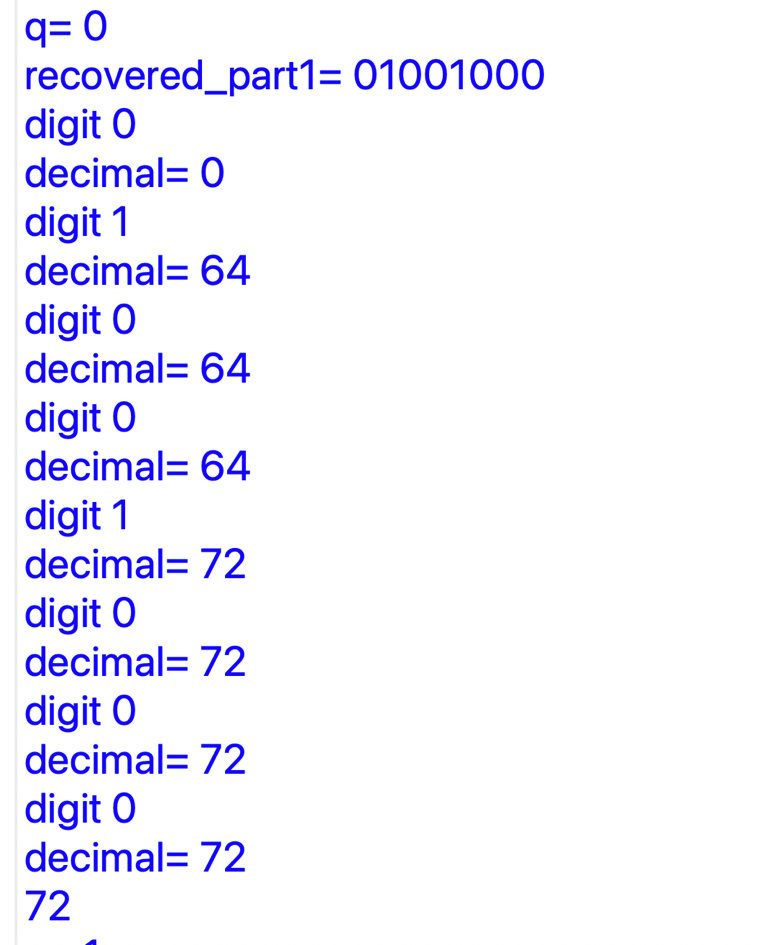 q= 0
recovered_part1= 01001000
digit 0
decimal= 0
digit 1
decimal= 64
digit 0
decimal= 64
digit 0
decimal= 64
digit 1
decimal= 72
digit 0
decimal= 72
digit 0
decimal= 72
digit 0
decimal= 72
72